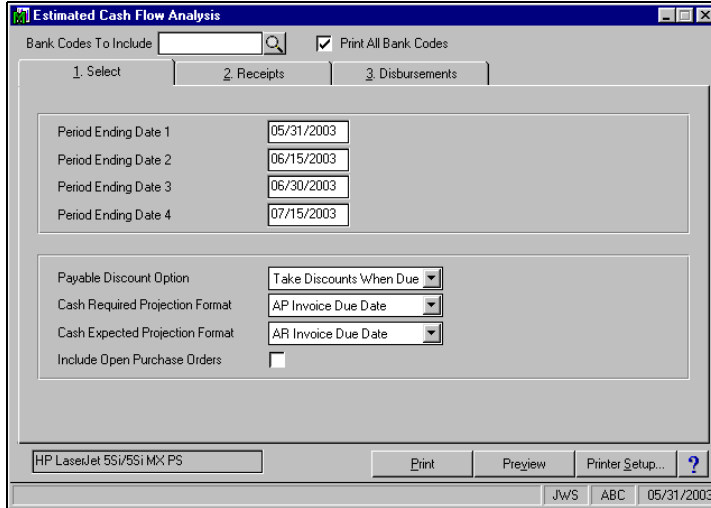 Estimated Cash Flow Analysis
Bank Codes To Include Print All Bank Codes
1. Select 2. Receipts 3. Disbursements
Period Ending Date 1 05/31/2003
Period Ending Date 2 06/15/2003
Period Ending Date 3 06/30/2003
Period Ending Date 4 07/15/2003
Payable Discount Option Take Discounts When Due
Cash Required Projection Format AP Invoice Due Date
Cash Expected Projection Format AR Invoice Due Date
Include Open Purchase Orders
HP LaserJet 5Si/5Si MX PS Print Preview Printer Setup... ?
JWS ABC 05/31/2003